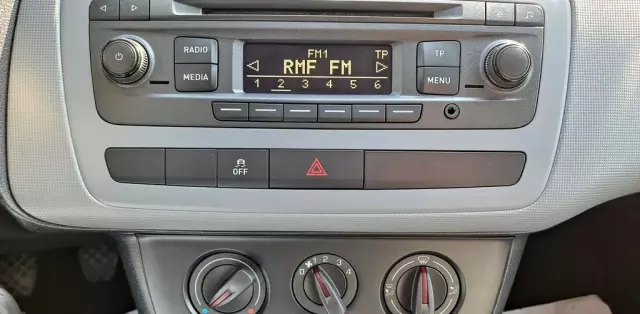 RADIO
MEDIA
FM1 TP
RMF FM
1 2 3 4 5 6
TP
MENU
OFF
0 1 2 3 4